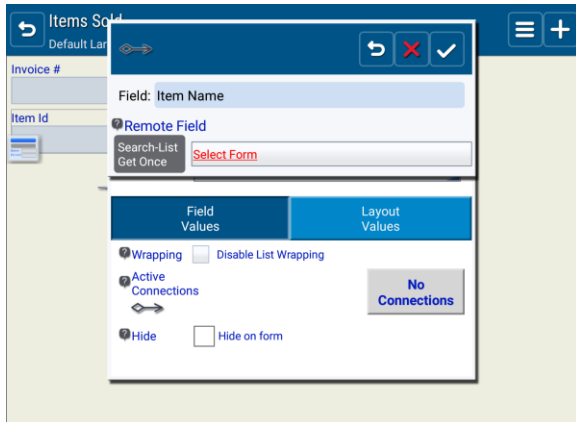 Items So
Default Lar
Invoice #
Item Id
Field: Item Name
Remote Field
Search-List
Get Once
Select Form
Field
Values
Layout
Values
Wrapping
Disable List Wrapping
Active
Connections
No
Connections
Hide
Hide on form